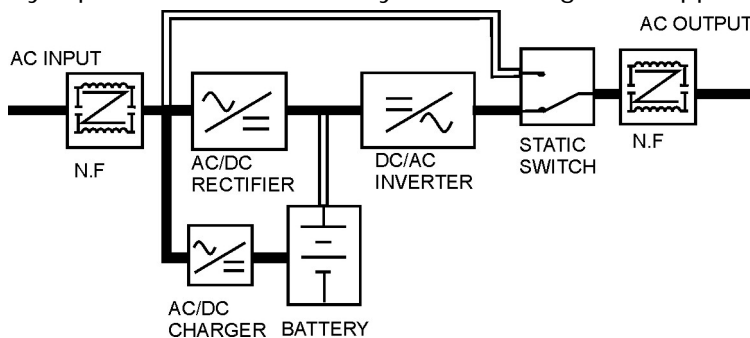 AC OUTPUT
AC INPUT
N.F
AC/DC
RECTIFIER
DC/AC
INVERTER
STATIC
SWITCH
N.F
AC/DC
CHARGER
BATTERY